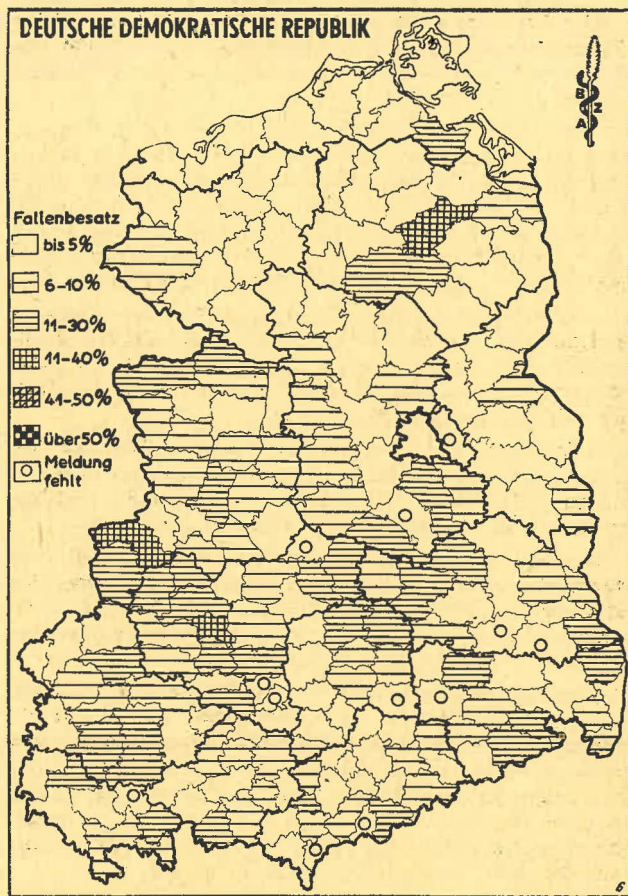 DEUTSCHE DEMOKRATISCHE REPUBLIK
B
Z
A
Fallenbesatz
bis 5%
6-10%
11-30%
11-40%
41-50%
über 50%
Meldung
fehlt
6